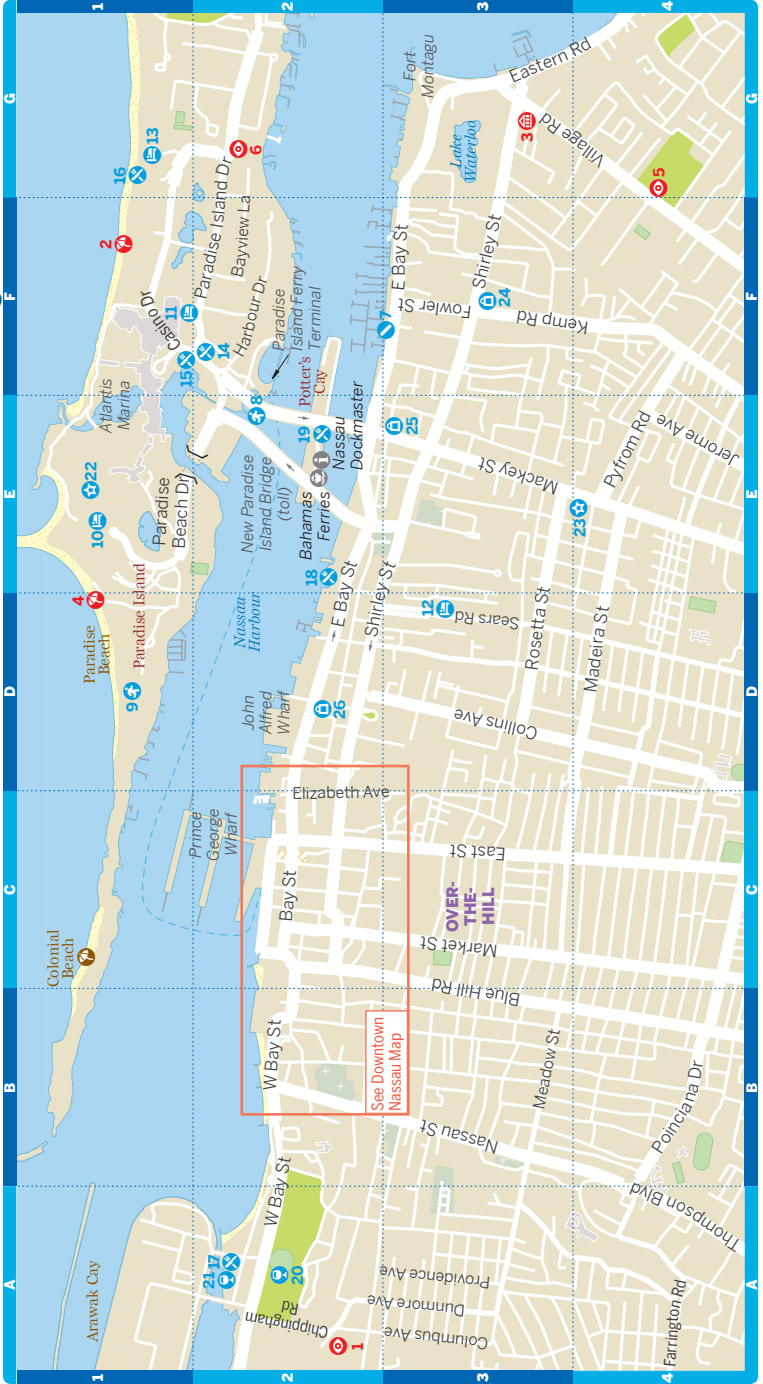 1
2
3
4
G
F
E
D
C
B
A
1
2
3
4
G
F
E
D
C
B
A
Arawak Cay
Colonial
Beach
Paradise
Beach
Paradise Island
4
9
10
22
Paradise
Beach Dr
Atlantis
Marina
2
16
13
Casino Dr
11
15
14
Paradise Island Dr
Bayview La
Harbour Dr
6
Paradise
Island Ferry
Terminal
Potter's
Cay
8
19
New Paradise
Island Bridge
(toll)
Bahamas
Ferries
Nassau
Dockmaster
Nassau
Harbour
John
Alfred
Wharf
Prince
George
Wharf
18
26
E Bay St
Shirley St
12
Sears Rd
Rosetta St
Madeira St
Collins Ave
Elizabeth Ave
East St
Bay St
OVER-
THE-
HILL
Market St
Blue Hill Rd
W Bay St
See Downtown
Nassau Map
Nassau St
Meadow St
Poinciana Dr
Thompson Blvd
W Bay St
21
17
20
Chippingham
Rd
1
Columbus Ave
Dunmore Ave
Providence Ave
Farrington Rd
Fort
Montagu
Eastern Rd
Lake
Waterloo
3
Village Rd
5
E Bay St
Shirley St
7
Fowler St
24
Kemp Rd
25
Mackey St
23
Pyfrom Rd
Jerome Ave